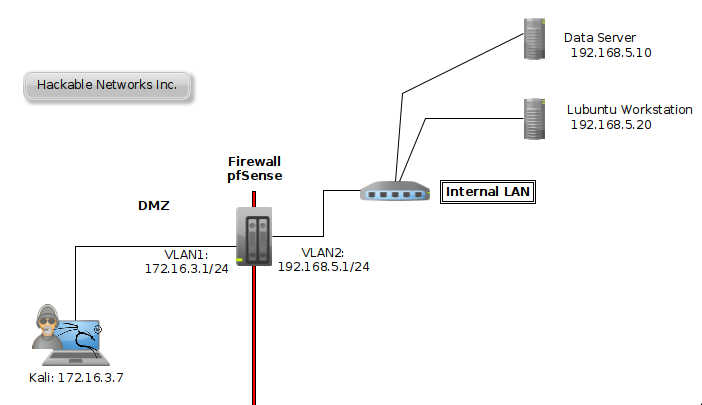 Data Server
192.168.5.10
Hackable Networks Inc.
Lubuntu Workstation
192.168.5.20
Firewall
pfSense
Internal LAN
DMZ
VLAN1:
172.16.3.1/24
VLAN2:
192.168.5.1/24
Kali: 172.16.3.7